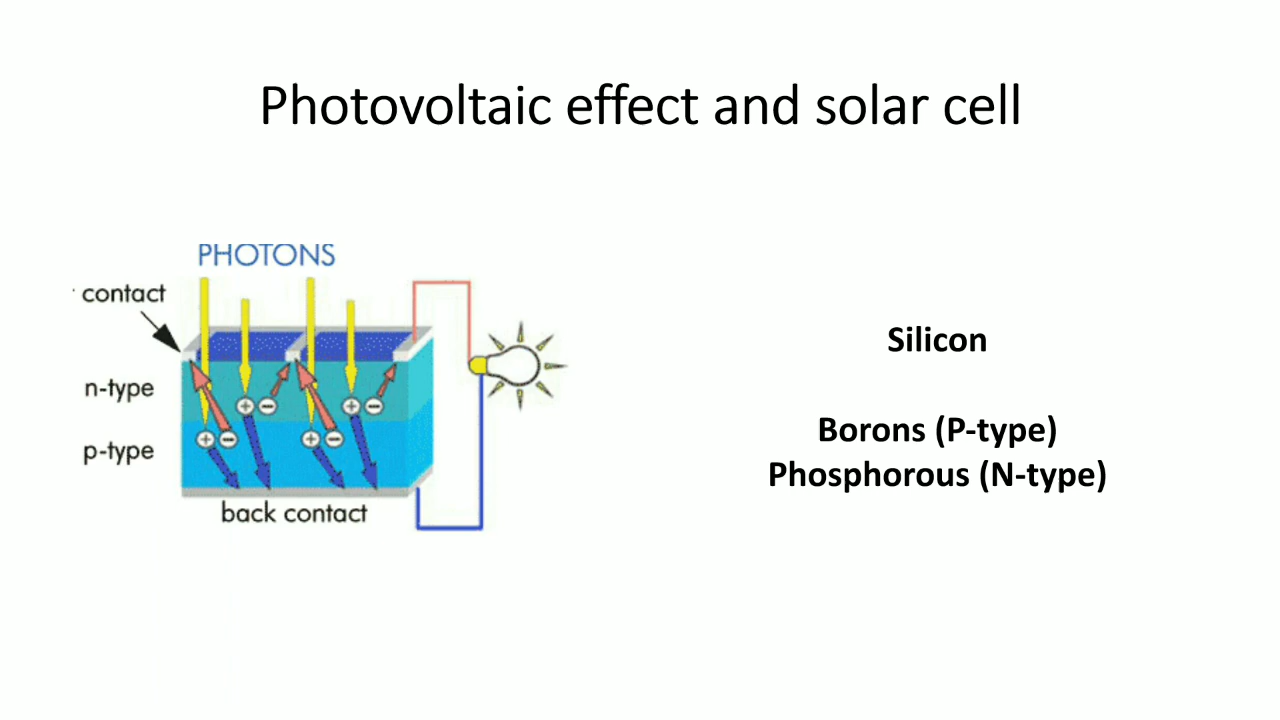 Photovoltaic effect and solar cell
PHOTONS
contact
n-type
p-type
back contact
Silicon
Borons (P-type)
Phosphorous (N-type)